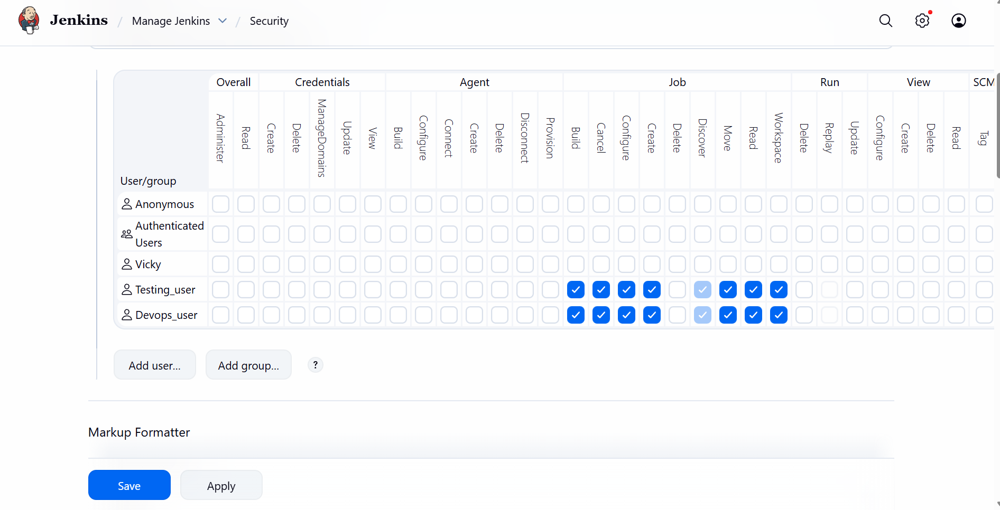 Jenkins / Manage Jenkins / Security
Overall Credentials Agent Job Run View SCM
User/group Administer Read Create Delete ManageDomains Update View Build Configure Connect Create Delete Disconnect Provision Build Cancel Configure Create Delete Discover Move Read Workspace Delete Replay Update Configure Create Delete Read Tag
Anonymous
Authenticated
Users
Vicky
Testing_user
Devops_user
Add user... Add group... ?
Markup Formatter
Save Apply